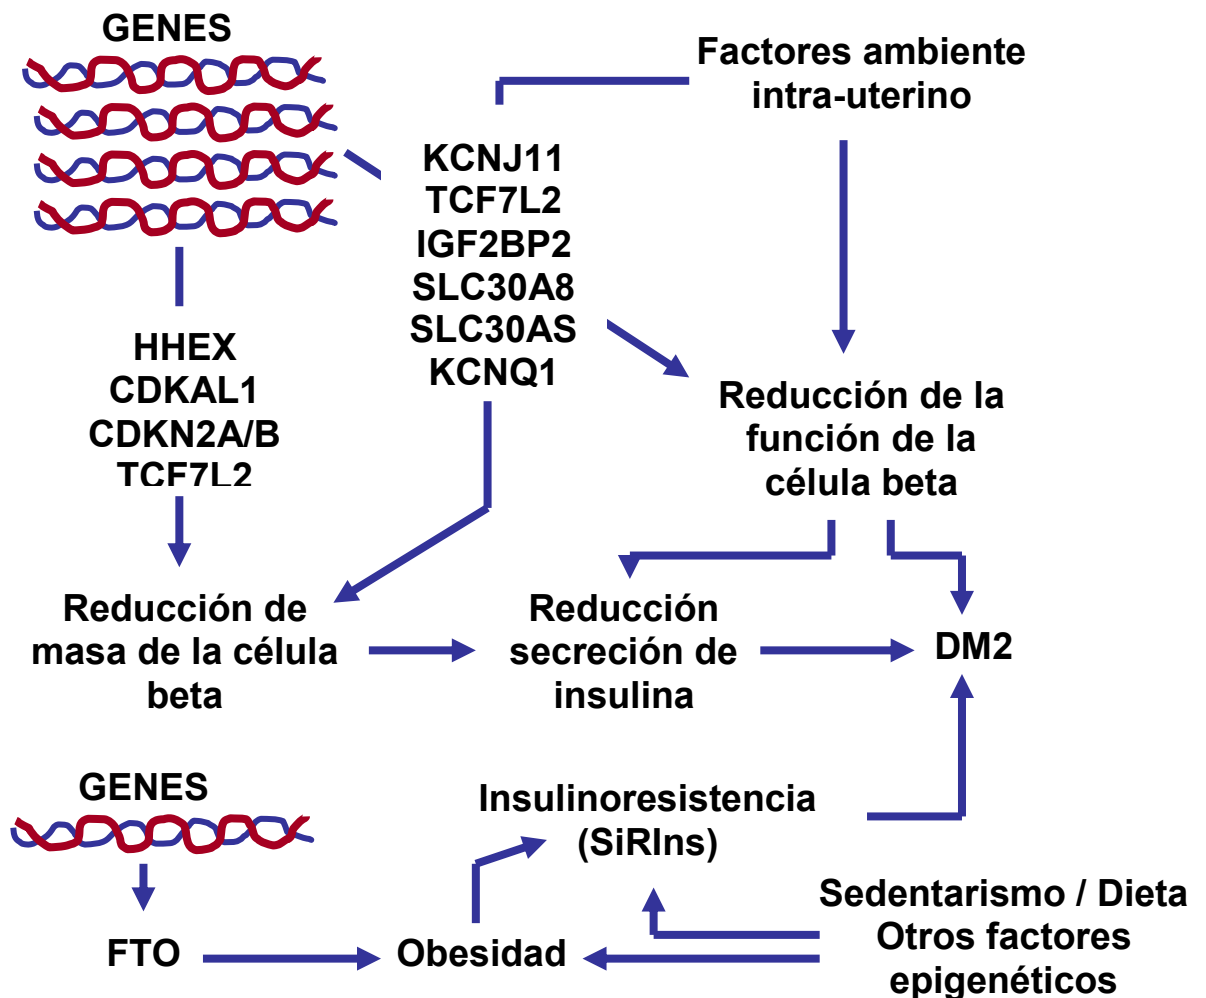 GENES
Factores ambiente
intra-uterino
KCNJ11
TCF7L2
IGF2BP2
SLC30A8
SLC30AS
KCNQ1
HHEX
CDKAL1
CDKN2A/B
TCF7L2
Reducción de la
función de la
célula beta
Reducción de
masa de la célula
beta
Reducción
secreción de
insulina
DM2
GENES
Insulinoresistencia
(SiRIns)
FTO
Obesidad
Sedentarismo / Dieta
Otros factores
epigenéticos